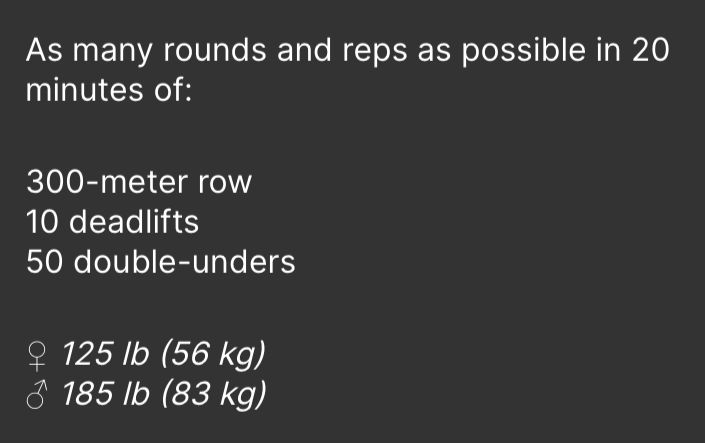 As many rounds and reps as possible in 20
minutes of:
300-meter row
10 deadlifts
50 double-unders
♀ 125 lb (56 kg)
♂ 185 lb (83 kg)